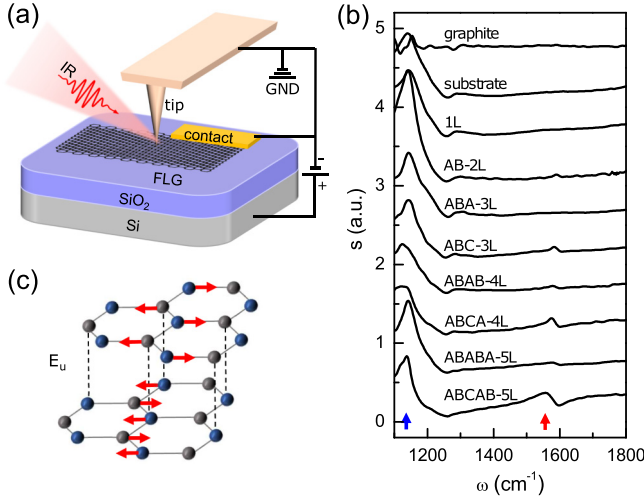 (a)
IR
tip
GND
contact
FLG
SiO₂
Si
-
+
(b)
s (a.u.)
5
4
3
2
1
0
graphite
substrate
1L
AB-2L
ABA-3L
ABC-3L
ABAB-4L
ABCA-4L
ABABA-5L
ABCAB-5L
1200
1400
1600
1800
ω (cm⁻¹)
(c)
Eᵤ